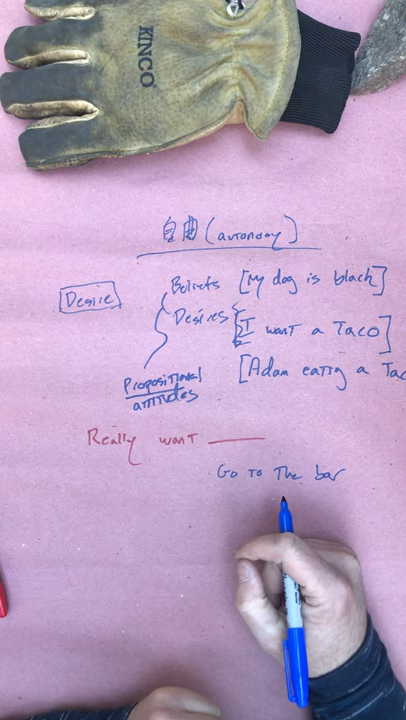 KINCO
自由 (autonomy)
Desire
Beliefs [My dog is black]
Desires [I want a Taco]
[Adam eating a Tac
Propositional
attitudes
Really want ___
Go to The bar